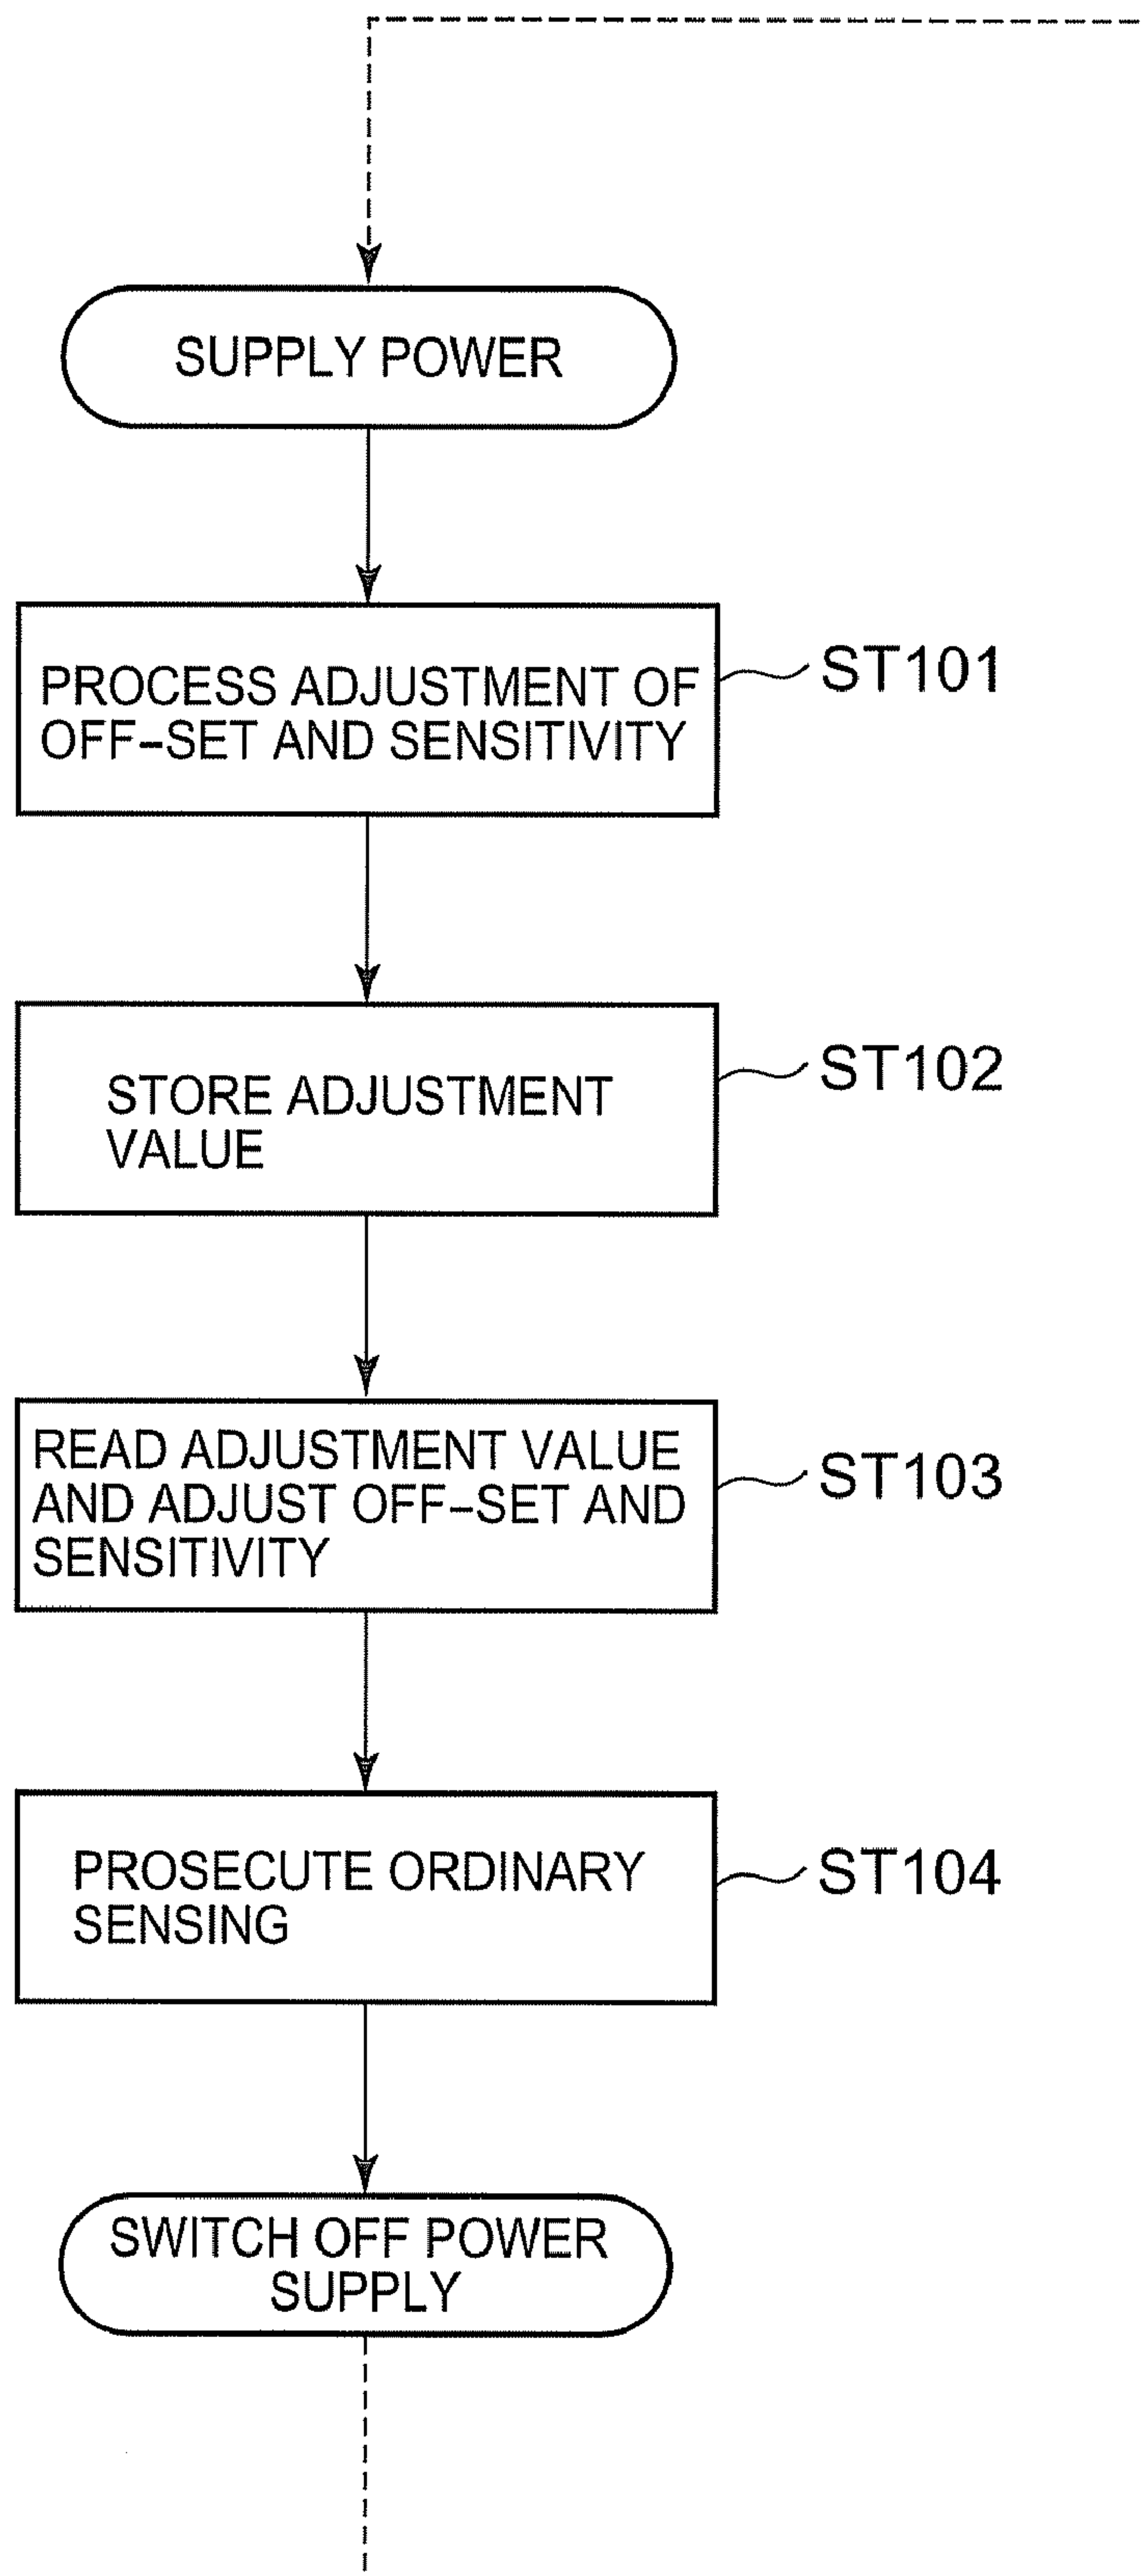 SUPPLY POWER
PROCESS ADJUSTMENT OF
OFF-SET AND SENSITIVITY
ST101
STORE ADJUSTMENT
VALUE
ST102
READ ADJUSTMENT VALUE
AND ADJUST OFF-SET AND
SENSITIVITY
ST103
PROSECUTE ORDINARY
SENSING
ST104
SWITCH OFF POWER
SUPPLY